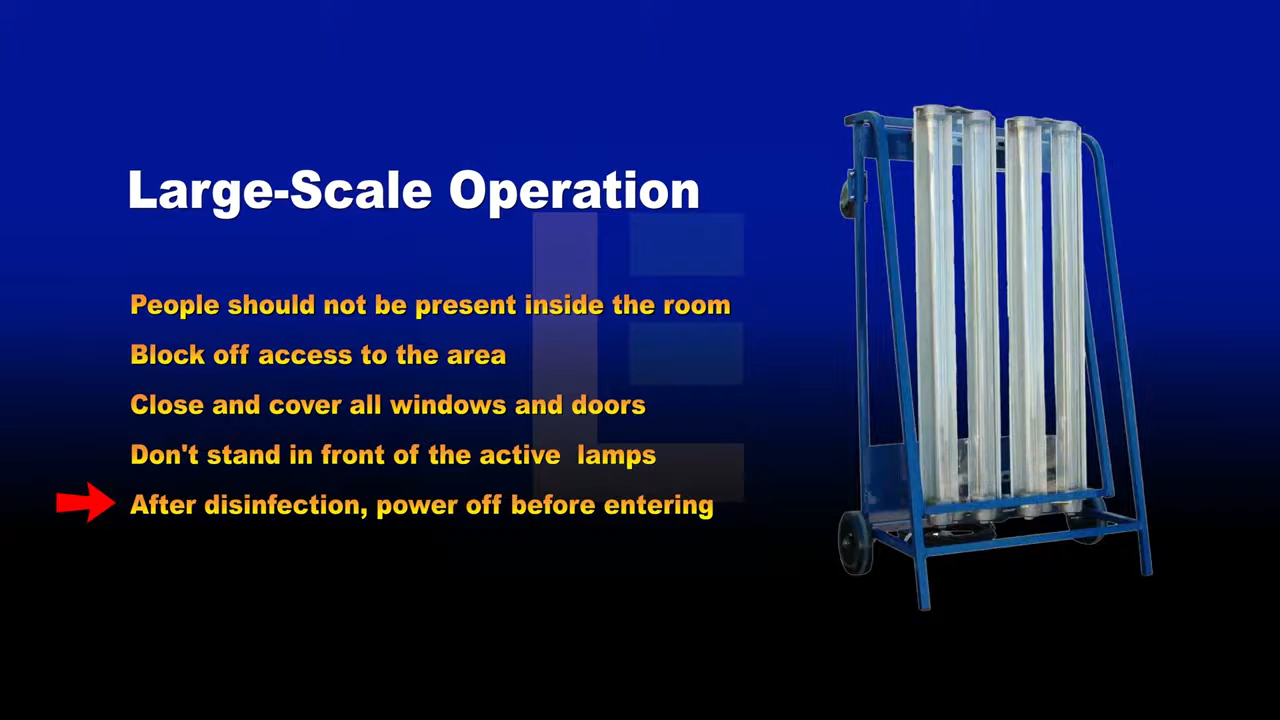 Large-Scale Operation
People should not be present inside the room
Block off access to the area
Close and cover all windows and doors
Don't stand in front of the active  lamps
After disinfection, power off before entering